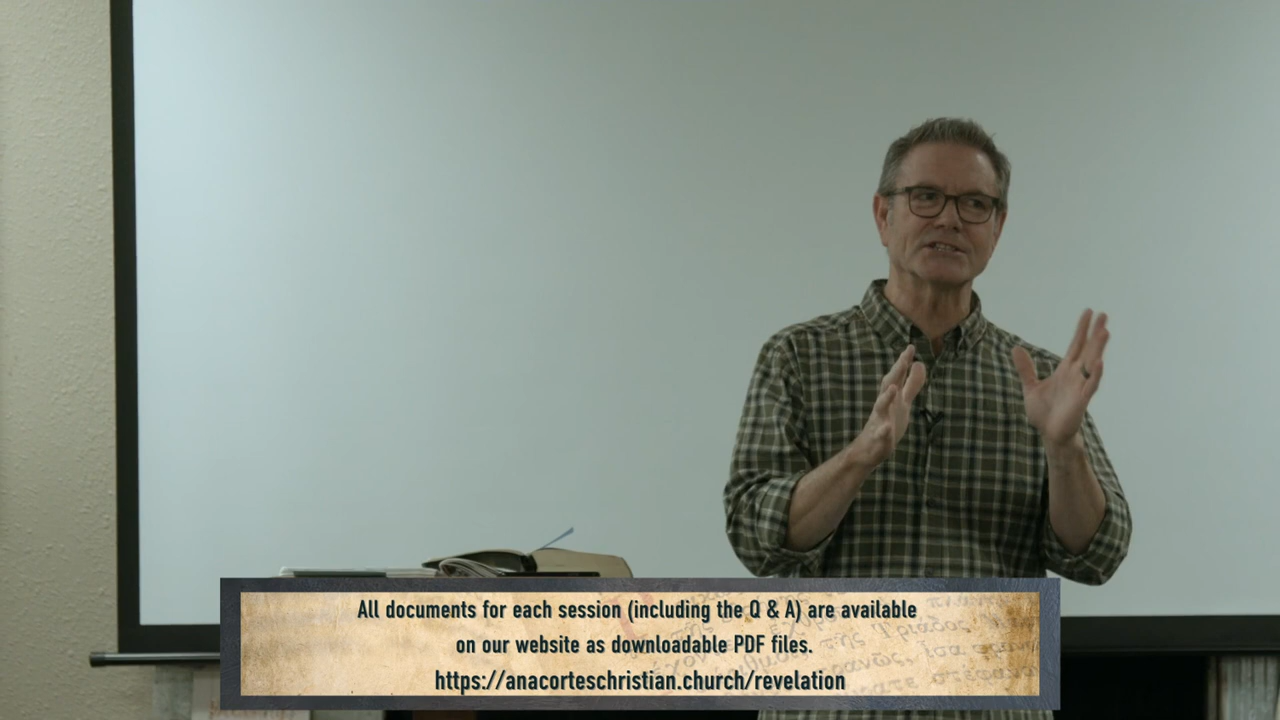 All documents for each session (including the Q & A) are available
on our website as downloadable PDF files.
https://anacorteschristian.church/revelation